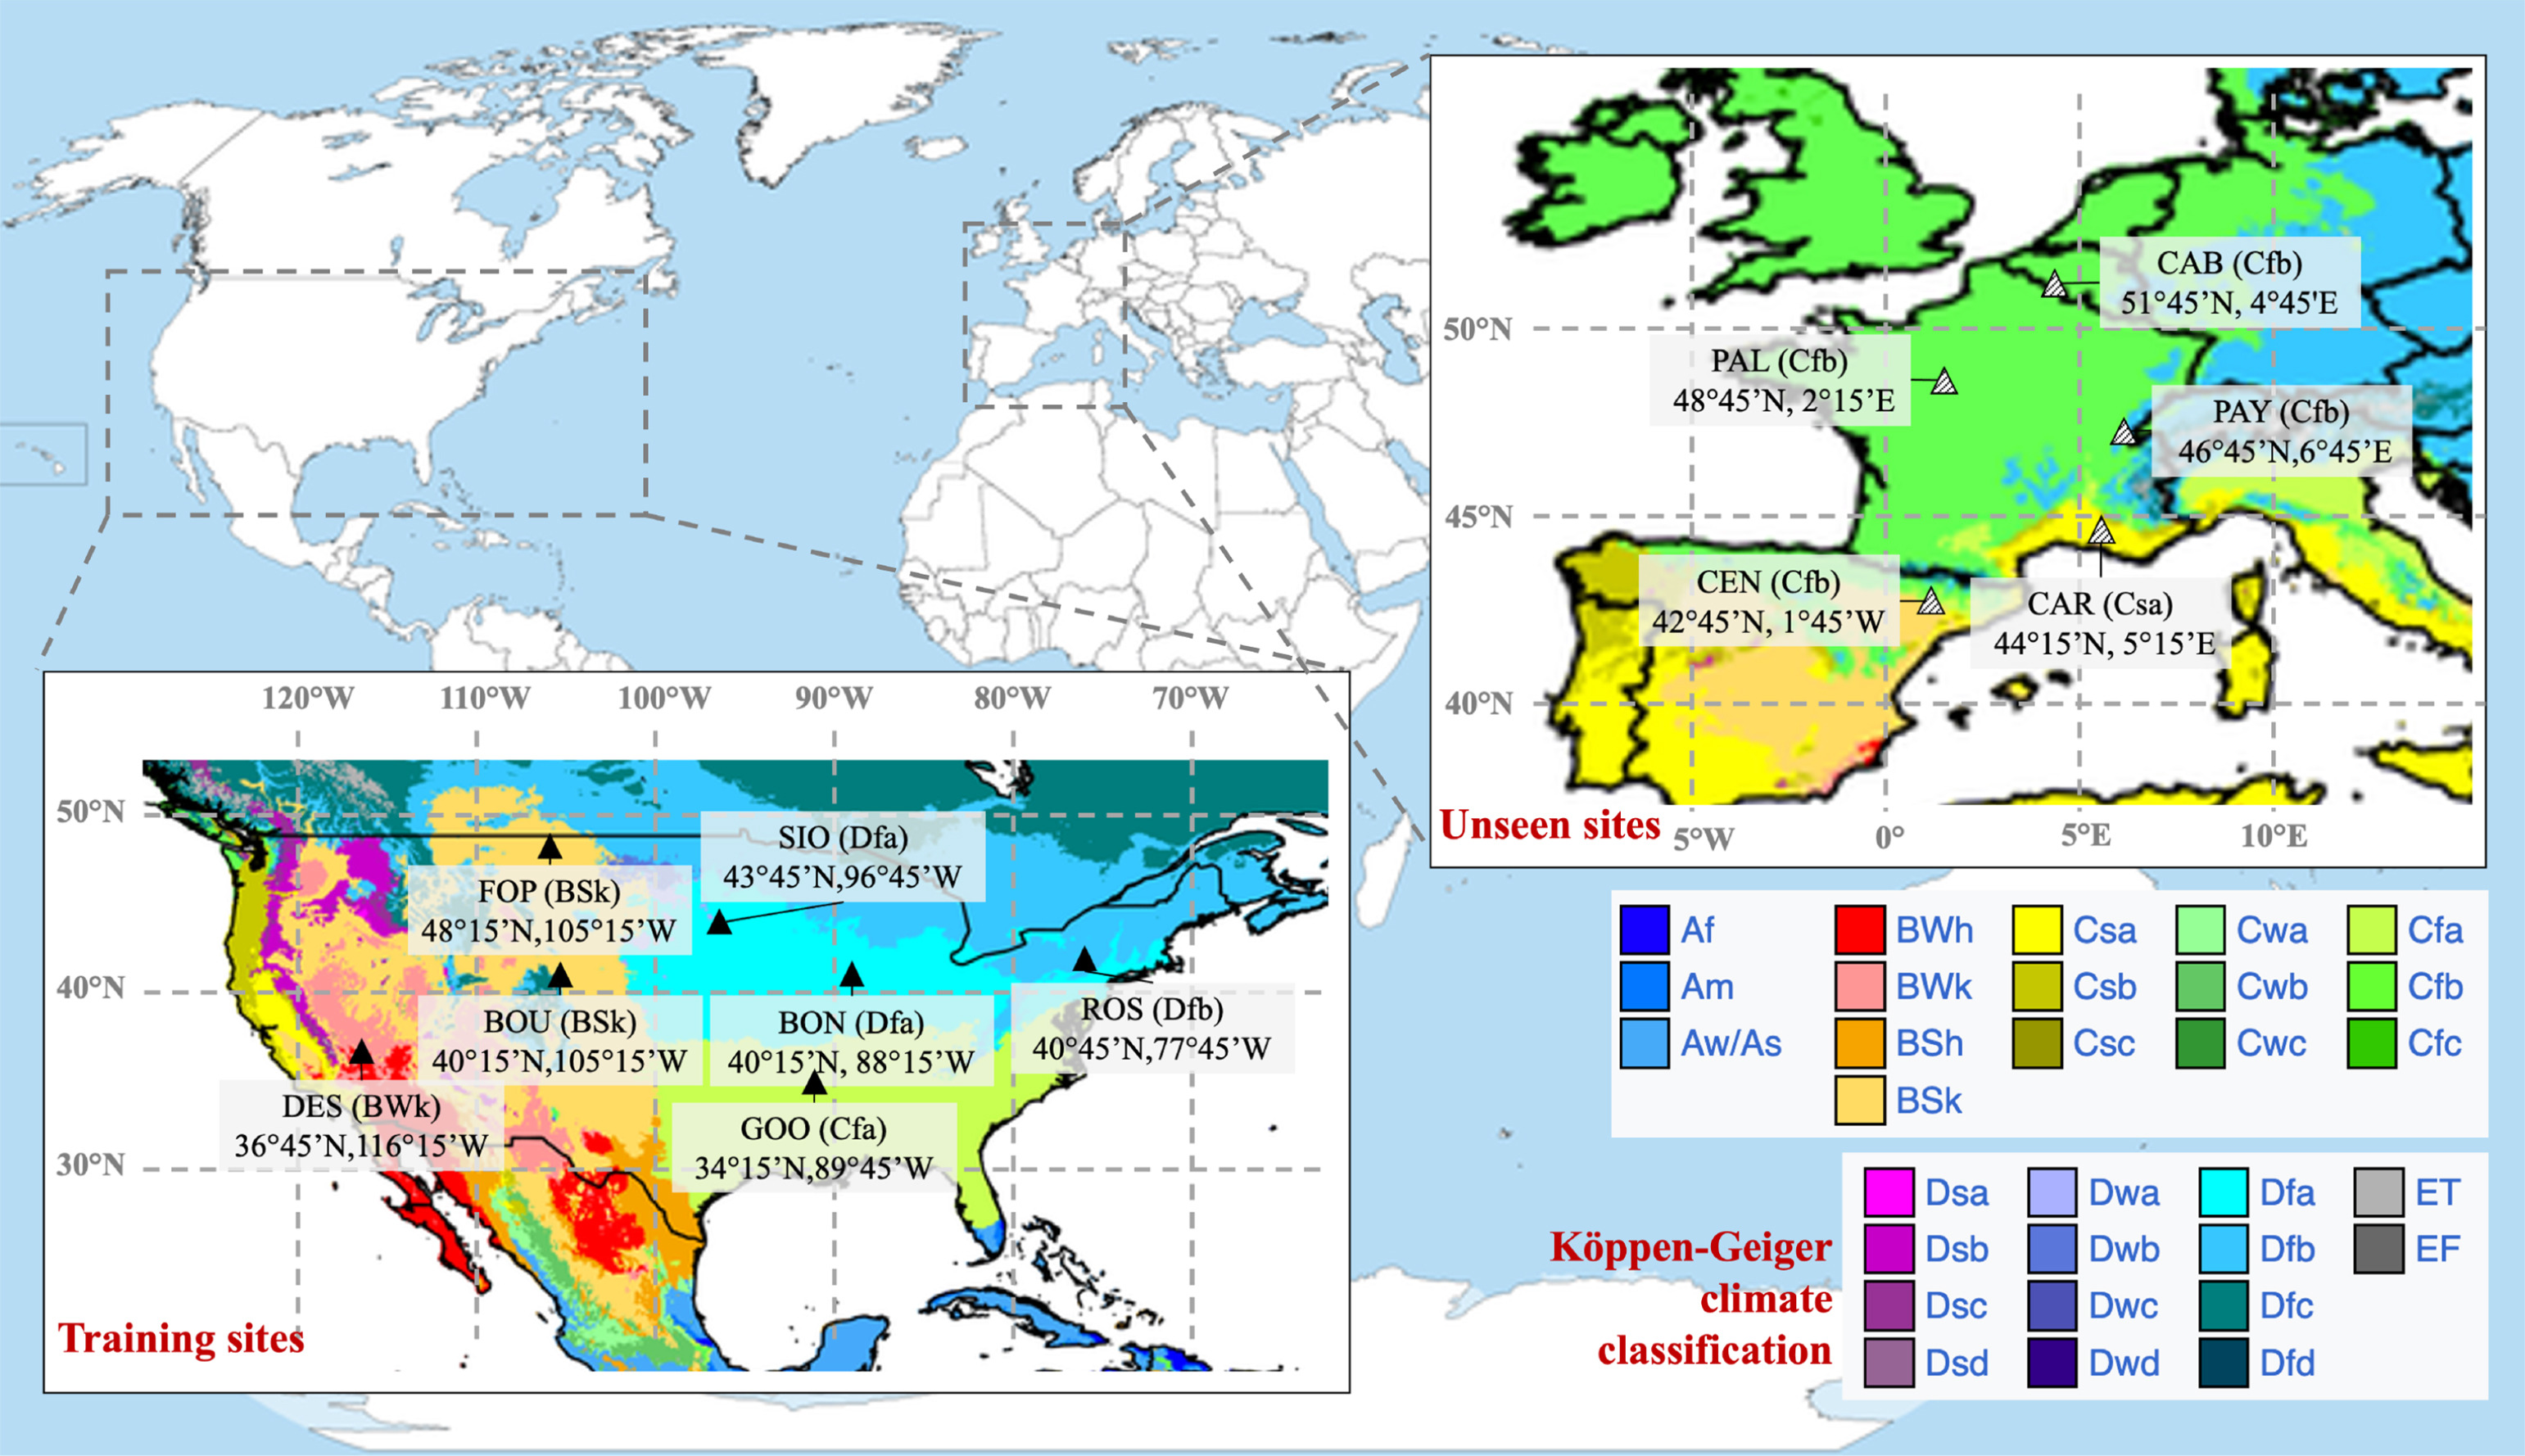 CAB (Cfb)
51°45’N, 4°45'E
50°N
PAL (Cfb)
48°45’N, 2°15’E
PAY (Cfb)
46°45’N,6°45’E
45°N
CEN (Cfb)
42°45’N, 1°45’W
CAR (Csa)
44°15’N, 5°15’E
40°N
Unseen sites
5°W
0°
5°E
10°E
120°W
110°W
100°W
90°W
80°W
70°W
50°N
SIO (Dfa)
43°45’N,96°45’W
FOP (BSk)
48°15’N,105°15’W
40°N
BOU (BSk)
40°15’N,105°15’W
BON (Dfa)
40°15’N, 88°15’W
ROS (Dfb)
40°45’N,77°45’W
DES (BWk)
36°45’N,116°15’W
GOO (Cfa)
34°15’N,89°45’W
30°N
Training sites
Af
BWh
Csa
Cwa
Cfa
Am
BWk
Csb
Cwb
Cfb
Aw/As
BSh
Csc
Cwc
Cfc
BSk
Köppen-Geiger
climate
classification
Dsa
Dwa
Dfa
ET
Dsb
Dwb
Dfb
EF
Dsc
Dwc
Dfc
Dsd
Dwd
Dfd